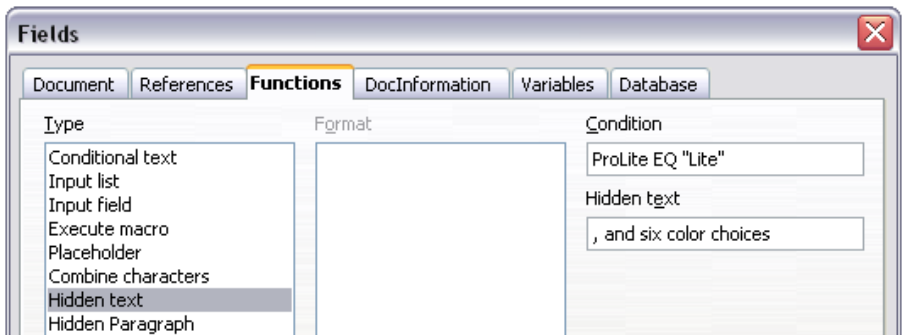 Fields
Document References Functions DocInformation Variables Database
Type
Conditional text
Input list
Input field
Execute macro
Placeholder
Combine characters
Hidden text
Hidden Paragraph
Format
Condition
ProLite EQ "Lite"
Hidden text
, and six color choices